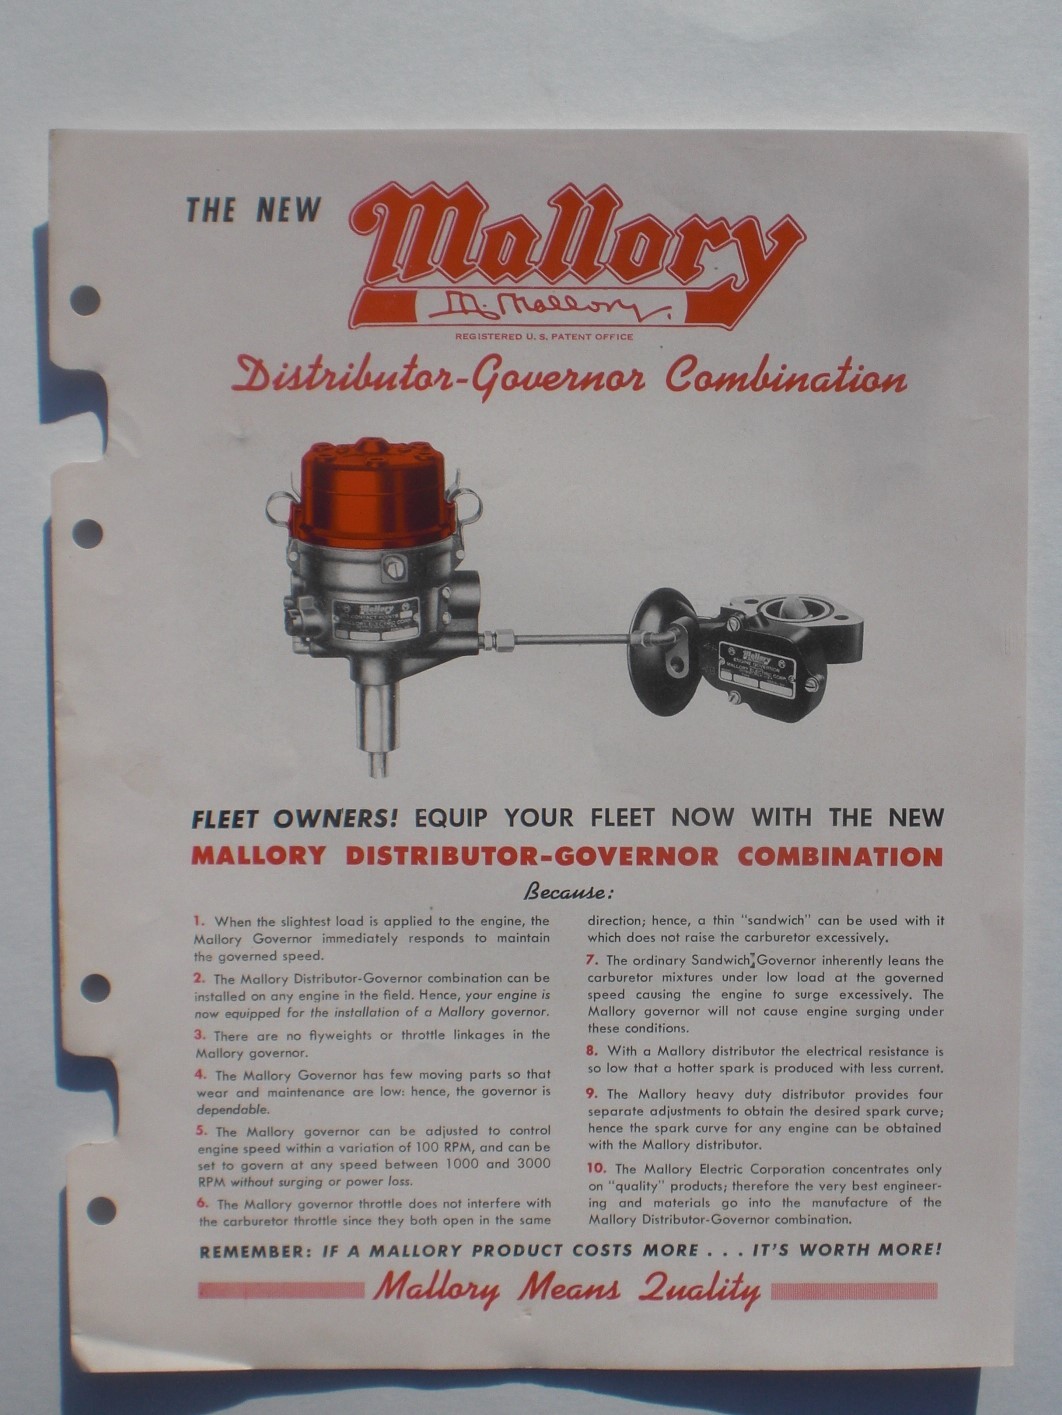 THE NEW
Mallory
M. Mallory.
REGISTERED U. S. PATENT OFFICE
Distributor-Governor Combination
Mallory
Mallory
MALLORY ELECTRIC CORP.
FLEET OWNERS! EQUIP YOUR FLEET NOW WITH THE NEW
MALLORY DISTRIBUTOR-GOVERNOR COMBINATION
Because:
1. When the slightest load is applied to the engine, the
Mallory Governor immediately responds to maintain
the governed speed.
2. The Mallory Distributor-Governor combination can be
installed on any engine in the field. Hence, your engine is
now equipped for the installation of a Mallory governor.
3. There are no flyweights or throttle linkages in the
Mallory governor.
4. The Mallory Governor has few moving parts so that
wear and maintenance are low: hence, the governor is
dependable.
5. The Mallory governor can be adjusted to control
engine speed within a variation of 100 RPM, and can be
set to govern at any speed between 1000 and 3000
RPM without surging or power loss.
6. The Mallory governor throttle does not interfere with
the carburetor throttle since they both open in the same
direction; hence, a thin "sandwich" can be used with it
which does not raise the carburetor excessively.
7. The ordinary Sandwich Governor inherently leans the
carburetor mixtures under low load at the governed
speed causing the engine to surge excessively. The
Mallory governor will not cause engine surging under
these conditions.
8. With a Mallory distributor the electrical resistance is
so low that a hotter spark is produced with less current.
9. The Mallory heavy duty distributor provides four
separate adjustments to obtain the desired spark curve;
hence the spark curve for any engine can be obtained
with the Mallory distributor.
10. The Mallory Electric Corporation concentrates only
on "quality" products; therefore the very best engineer-
ing and materials go into the manufacture of the
Mallory Distributor-Governor combination.
REMEMBER: IF A MALLORY PRODUCT COSTS MORE . . . IT'S WORTH MORE!
Mallory Means Quality